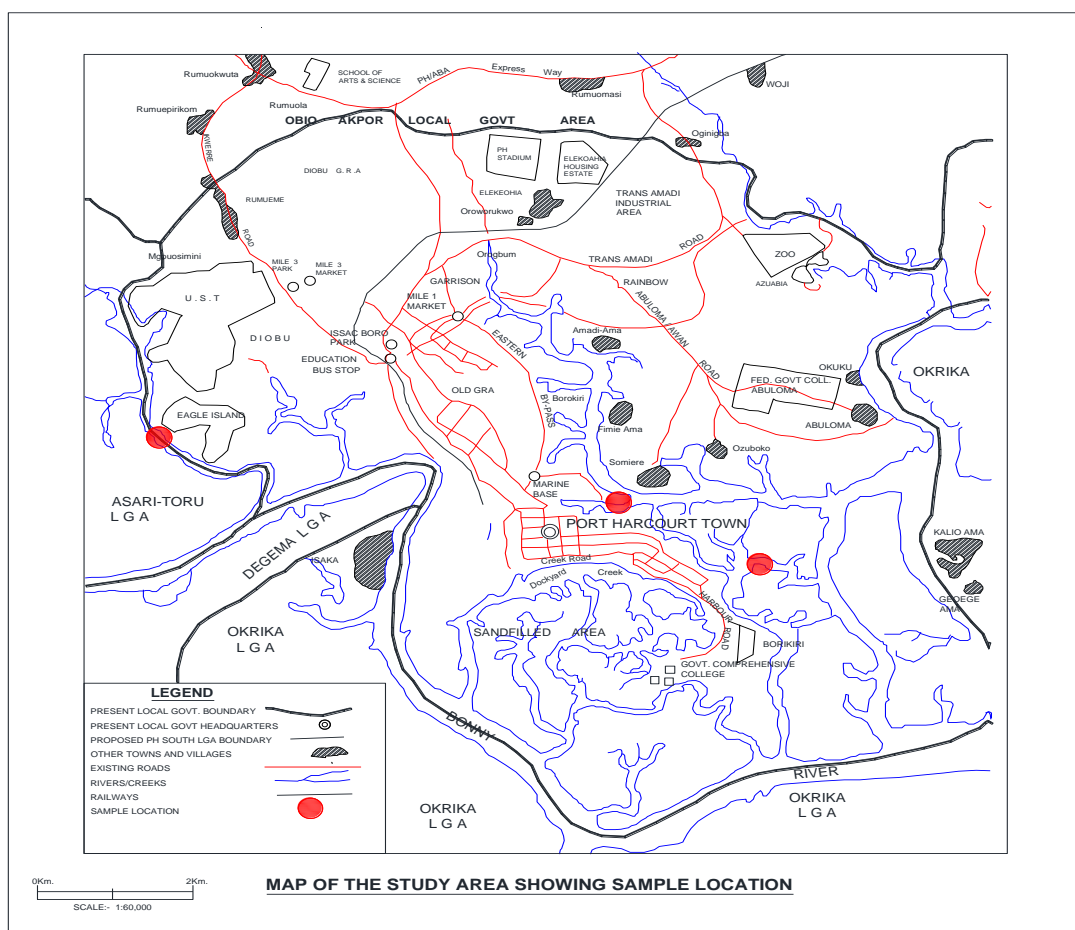 Rumuokwuta
SCHOOL OF
ARTS & SCIENCE
PH/ABA
Express
Way
WOJI
Rumuomasi
Rumuepirikom
Rumuola
OBIO AKPOR LOCAL GOVT AREA
Oginigba
KWERRE
ROAD
PH
STADIUM
ELEKOAHIA
HOUSING
ESTATE
DIOBU G.R.A
RUMUEME
ELEKEOHIA
Ororwurukwo
TRANS AMADI
INDUSTRIAL
AREA
Mgbuosimini
Orogbum
TRANS AMADI
ROAD
ZOO
AZUABIA
MILE 3
PARK
MILE 3
MARKET
GARRISON
RAINBOW
U.S.T
MILE 1
MARKET
ABULOMA / AWAN
ROAD
DIOBU
ISSAC BORO
PARK
EASTERN
BY-PASS
Amadi-Ama
EDUCATION
BUS STOP
OKUKU
OKRIKA
FED. GOVT COLL.
ABULOMA
OLD GRA
Borokiri
EAGLE ISLAND
Fimie Ama
ABULOMA
Ozuboko
Somiere
MARINE
BASE
ASARI-TORU
L G A
PORT HARCOURT TOWN
KALIO AMA
DEGEMA L G A
ISAKA
Creek Road
Dockyard
Creek
GEOEGE
AMA
HARBOUR
ROAD
OKRIKA
L G A
SANDFILLED AREA
BORIKIRI
GOVT. COMPREHENSIVE
COLLEGE
BONNY
RIVER
OKRIKA
L G A
OKRIKA
L G A
LEGEND
PRESENT LOCAL GOVT. BOUNDARY
PRESENT LOCAL GOVT HEADQUARTERS
PROPOSED PH SOUTH LGA BOUNDARY
OTHER TOWNS AND VILLAGES
EXISTING ROADS
RIVERS/CREEKS
RAILWAYS
SAMPLE LOCATION
0Km.
2Km.
SCALE:- 1:60,000
MAP OF THE STUDY AREA SHOWING SAMPLE LOCATION